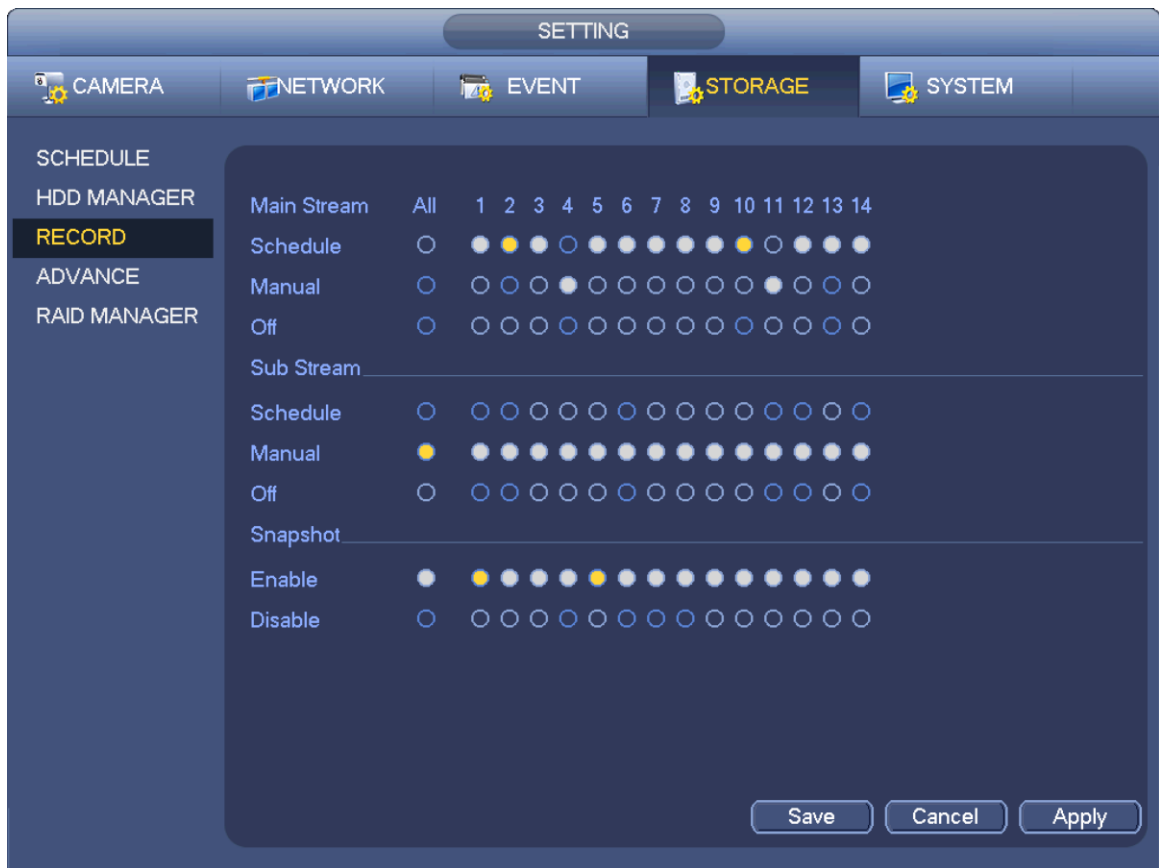 SETTING
CAMERA NETWORK EVENT STORAGE SYSTEM
SCHEDULE
HDD MANAGER
RECORD
ADVANCE
RAID MANAGER
Main Stream All 1 2 3 4 5 6 7 8 9 10 11 12 13 14
Schedule
Manual
Off
Sub Stream
Schedule
Manual
Off
Snapshot
Enable
Disable
Save Cancel Apply